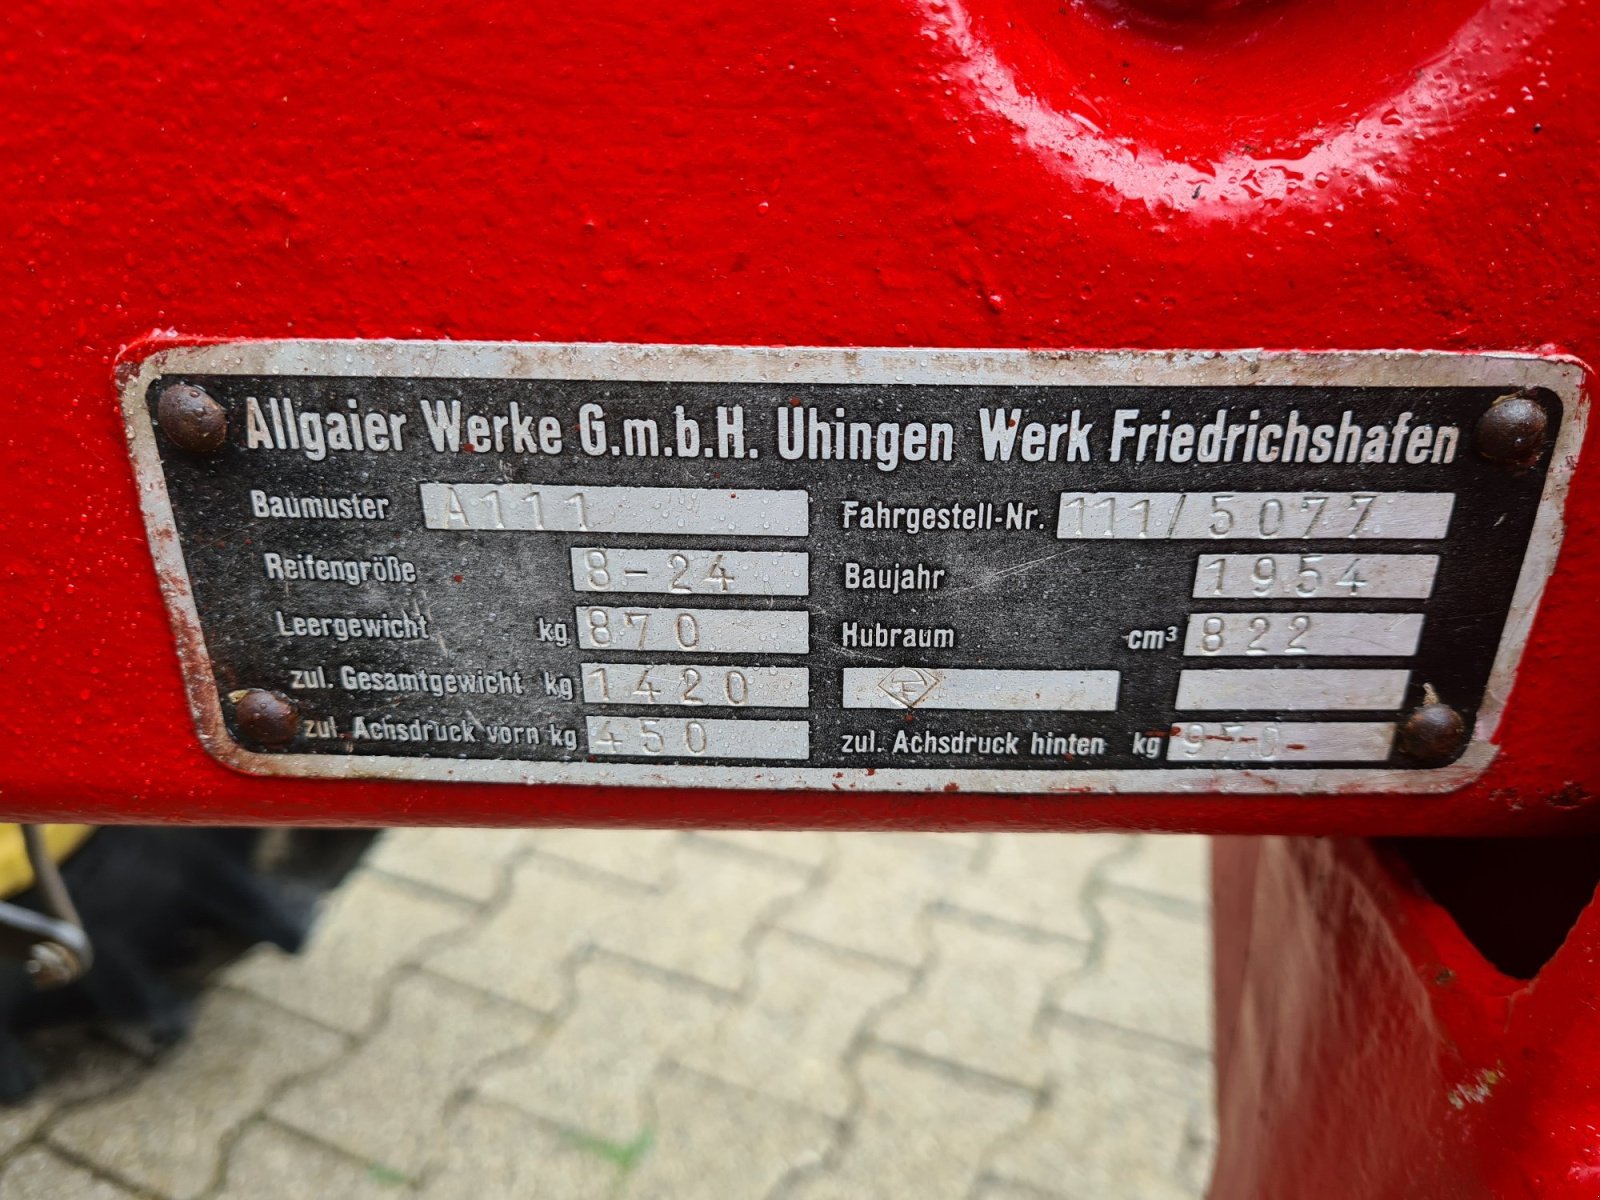 Allgaier Werke G.m.b.H. Uhingen Werk Friedrichshafen
Baumuster A111 Fahrgestell-Nr. 111/5077
Reifengröße 8-24 Baujahr 1954
Leergewicht kg 870 Hubraum cm³ 822
zul. Gesamtgewicht kg 1420
zul. Achsdruck vorn kg 450 zul. Achsdruck hinten kg 970-